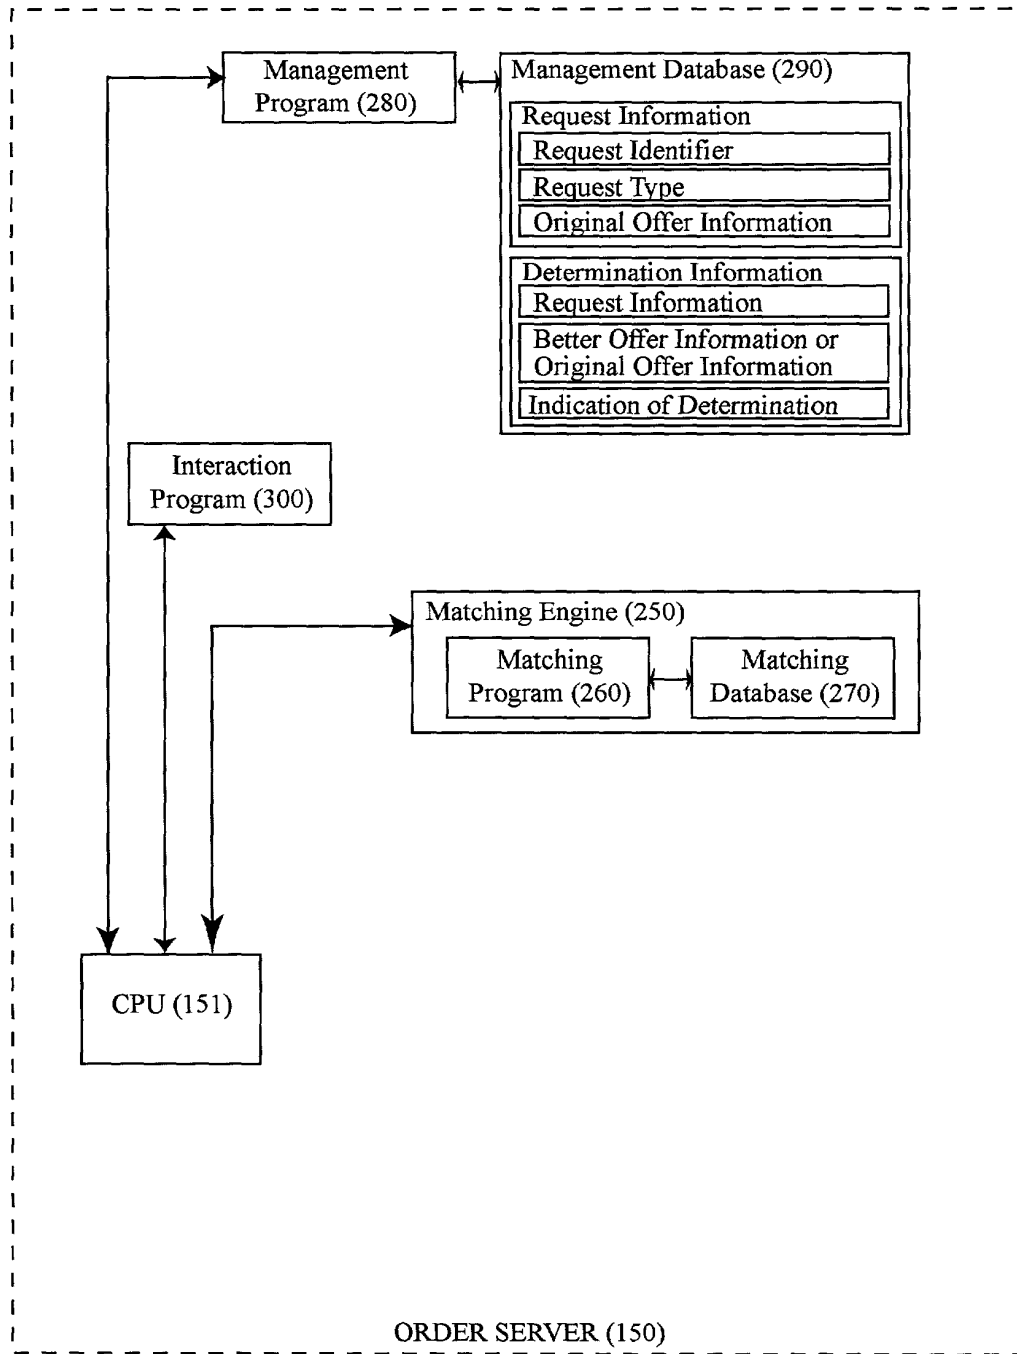 Management
Program (280)
Management Database (290)
Request Information
Request Identifier
Request Type
Original Offer Information
Determination Information
Request Information
Better Offer Information or
Original Offer Information
Indication of Determination
Interaction
Program (300)
Matching Engine (250)
Matching
Program (260)
Matching
Database (270)
CPU (151)
ORDER SERVER (150)